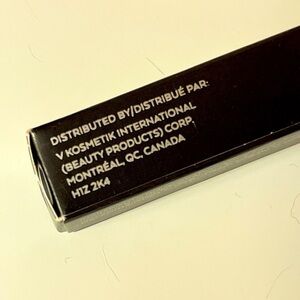 DISTRIBUTED BY/DISTRIBUÉ PAR:
V KOSMETIK INTERNATIONAL
(BEAUTY PRODUCTS) CORP.
MONTRÉAL, QC, CANADA
H1Z 2K4